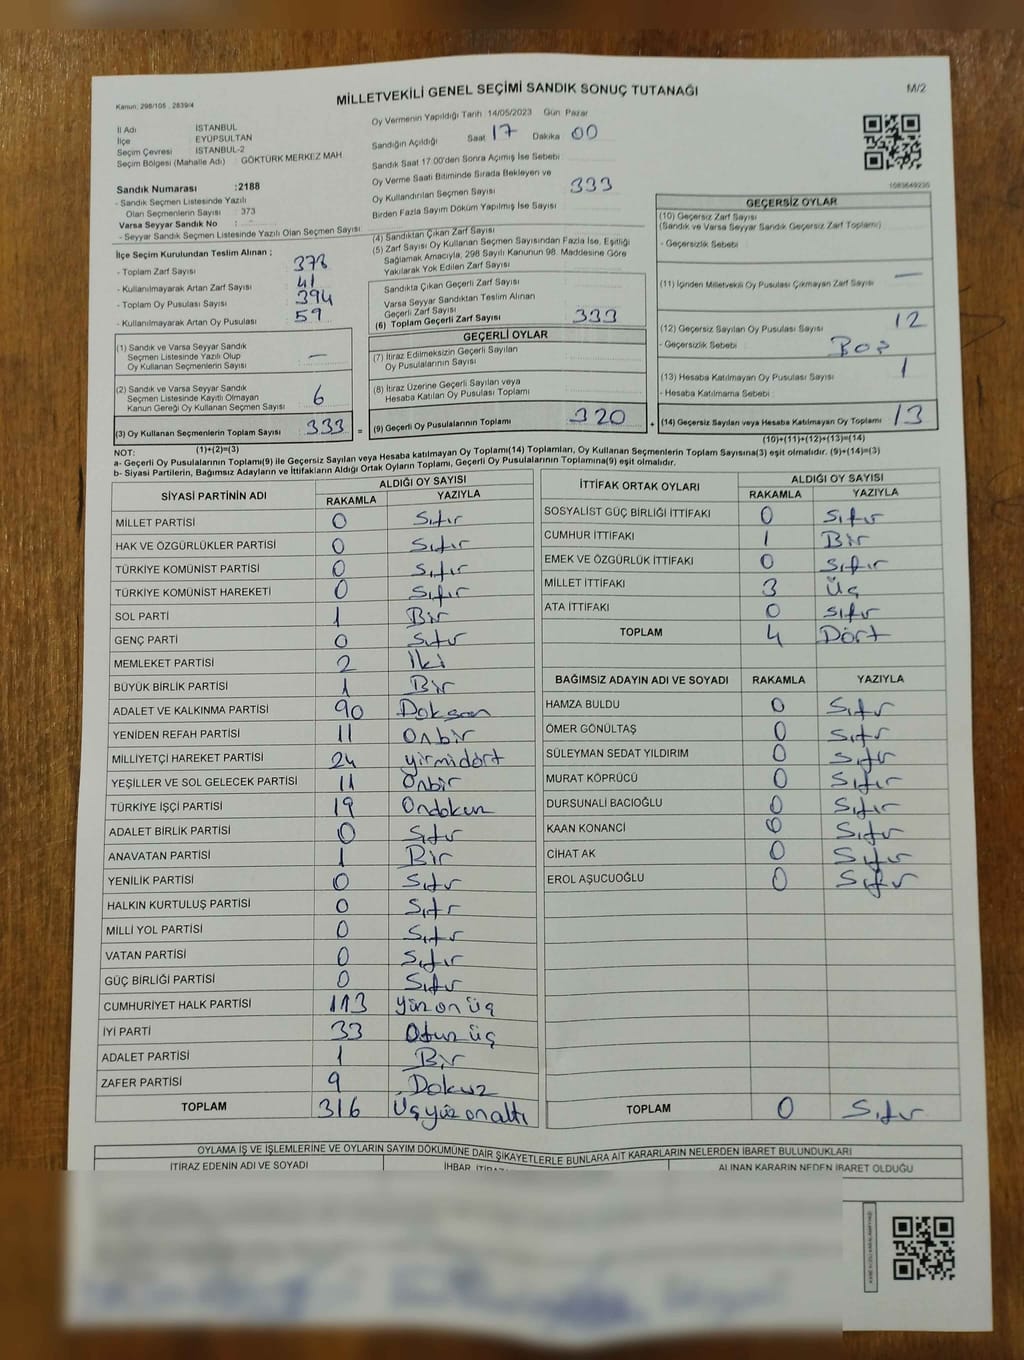 MİLLETVEKİLİ GENEL SEÇİMİ SANDIK SONUÇ TUTANAĞI
M/2
Kanun: 298/105 , 2839/4
İl Adı İSTANBUL
İlçe EYÜPSULTAN
Seçim Çevresi İSTANBUL-2
Seçim Bölgesi (Mahalle Adı) : GÖKTÜRK MERKEZ MAH
Sandık Numarası :2188
- Sandık Seçmen Listesinde Yazılı
Olan Seçmenlerin Sayısı : 373
Varsa Seyyar Sandık No : -
- Seyyar Sandık Seçmen Listesinde Yazılı Olan Seçmen Sayısı
Oy Vermenin Yapıldığı Tarih :14/05/2023 Gün Pazar
Sandığın Açıldığı Saat 17 Dakika 00
Sandık Saat 17:00'den Sonra Açılmış İse Sebebi
Oy Verme Saati Bitiminde Sırada Bekleyen ve
Oy Kullandırılan Seçmen Sayısı 333
Birden Fazla Sayım Döküm Yapılmış İse Sayısı
İlçe Seçim Kurulundan Teslim Alınan ;
- Toplam Zarf Sayısı : 373
- Kullanılmayarak Artan Zarf Sayısı : 41
- Toplam Oy Pusulası Sayısı : 394
- Kullanılmayarak Artan Oy Pusulası : 59
(4) Sandıktan Çıkan Zarf Sayısı
(5) Zarf Sayısı Oy Kullanan Seçmen Sayısından Fazla İse, Eşitliği
Sağlamak Amacıyla, 298 Sayılı Kanunun 98. Maddesine Göre
Yakılarak Yok Edilen Zarf Sayısı
Sandıkta Çıkan Geçerli Zarf Sayısı
Varsa Seyyar Sandıktan Teslim Alınan
Geçerli Zarf Sayısı
(6) Toplam Geçerli Zarf Sayısı 333
GEÇERSİZ OYLAR
(10) Geçersiz Zarf Sayısı
(Sandık ve Varsa Seyyar Sandık Geçersiz Zarf Toplamı)
- Geçersizlik Sebebi
(11) İçinden Milletvekili Oy Pusulası Çıkmayan Zarf Sayısı —
(12) Geçersiz Sayılan Oy Pusulası Sayısı 12
- Geçersizlik Sebebi : Boş
(13) Hesaba Katılmayan Oy Pusulası Sayısı 1
- Hesaba Katılmama Sebebi
(14) Geçersiz Sayılan veya Hesaba Katılmayan Oy Toplamı 13
(10)+(11)+(12)+(13)=(14)
(1) Sandık ve Varsa Seyyar Sandık
Seçmen Listesinde Yazılı Olup
Oy Kullanan Seçmenlerin Sayısı —
(2) Sandık ve Varsa Seyyar Sandık
Seçmen Listesinde Kayıtlı Olmayan
Kanun Gereği Oy Kullanan Seçmen Sayısı 6
(3) Oy Kullanan Seçmenlerin Toplam Sayısı 333
(1)+(2)=(3)
GEÇERLİ OYLAR
(7) İtiraz Edilmeksizin Geçerli Sayılan
Oy Pusulalarının Sayısı
(8) İtiraz Üzerine Geçerli Sayılan veya
Hesaba Katılan Oy Pusulası Toplamı
= (9) Geçerli Oy Pusulalarının Toplamı 320 +
NOT:
a- Geçerli Oy Pusulalarının Toplamı(9) ile Geçersiz Sayılan veya Hesaba Katılmayan Oy Toplamı(14) Toplamları, Oy Kullanan Seçmenlerin Toplam Sayısına(3) eşit olmalıdır. (9)+(14)=(3)
b- Siyasi Partilerin, Bağımsız Adayların ve İttifakların Aldığı Ortak Oyların Toplamı, Geçerli Oy Pusulalarının Toplamına(9) eşit olmalıdır.
SİYASİ PARTİNİN ADI ALDIĞI OY SAYISI
RAKAMLA YAZIYLA
MİLLET PARTİSİ 0 Sıfır
HAK VE ÖZGÜRLÜKLER PARTİSİ 0 Sıfır
TÜRKİYE KOMÜNİST PARTİSİ 0 Sıfır
TÜRKİYE KOMÜNİST HAREKETİ 0 Sıfır
SOL PARTİ 1 Bir
GENÇ PARTİ 0 Sıfır
MEMLEKET PARTİSİ 2 İki
BÜYÜK BİRLİK PARTİSİ 1 Bir
ADALET VE KALKINMA PARTİSİ 90 Doksan
YENİDEN REFAH PARTİSİ 11 Onbir
MİLLİYETÇİ HAREKET PARTİSİ 24 yirmidört
YEŞİLLER VE SOL GELECEK PARTİSİ 11 Onbir
TÜRKİYE İŞÇİ PARTİSİ 19 Ondokuz
ADALET BİRLİK PARTİSİ 0 Sıfır
ANAVATAN PARTİSİ 1 Bir
YENİLİK PARTİSİ 0 Sıfır
HALKIN KURTULUŞ PARTİSİ 0 Sıfır
MİLLİ YOL PARTİSİ 0 Sıfır
VATAN PARTİSİ 0 Sıfır
GÜÇ BİRLİĞİ PARTİSİ 0 Sıfır
CUMHURİYET HALK PARTİSİ 113 Yüz on üç
İYİ PARTİ 33 Otuz üç
ADALET PARTİSİ 1 Bir
ZAFER PARTİSİ 9 Dokuz
TOPLAM 316 Üç yüz onaltı
İTTİFAK ORTAK OYLARI ALDIĞI OY SAYISI
RAKAMLA YAZIYLA
SOSYALİST GÜÇ BİRLİĞİ İTTİFAKI 0 Sıfır
CUMHUR İTTİFAKI 1 Bir
EMEK VE ÖZGÜRLÜK İTTİFAKI 0 Sıfır
MİLLET İTTİFAKI 3 Üç
ATA İTTİFAKI 0 Sıfır
TOPLAM 4 Dört
BAĞIMSIZ ADAYIN ADI VE SOYADI RAKAMLA YAZIYLA
HAMZA BULDU 0 Sıfır
ÖMER GÖNÜLTAŞ 0 Sıfır
SÜLEYMAN SEDAT YILDIRIM 0 Sıfır
MURAT KÖPRÜCÜ 0 Sıfır
DURSUNALİ BACIOĞLU 0 Sıfır
KAAN KONANCİ 0 Sıfır
CİHAT AK 0 Sıfır
EROL AŞUCUOĞLU 0 Sıfır
TOPLAM 0 Sıfır
OYLAMA İŞ VE İŞLEMLERİNE VE OYLARIN SAYIM DÖKÜMÜNE DAİR ŞİKAYETLERLE BUNLARA AİT KARARLARIN NELERDEN İBARET BULUNDUKLARI
İTİRAZ EDENİN ADI VE SOYADI
ALINAN KARARIN NEDEN İBARET OLDUĞU